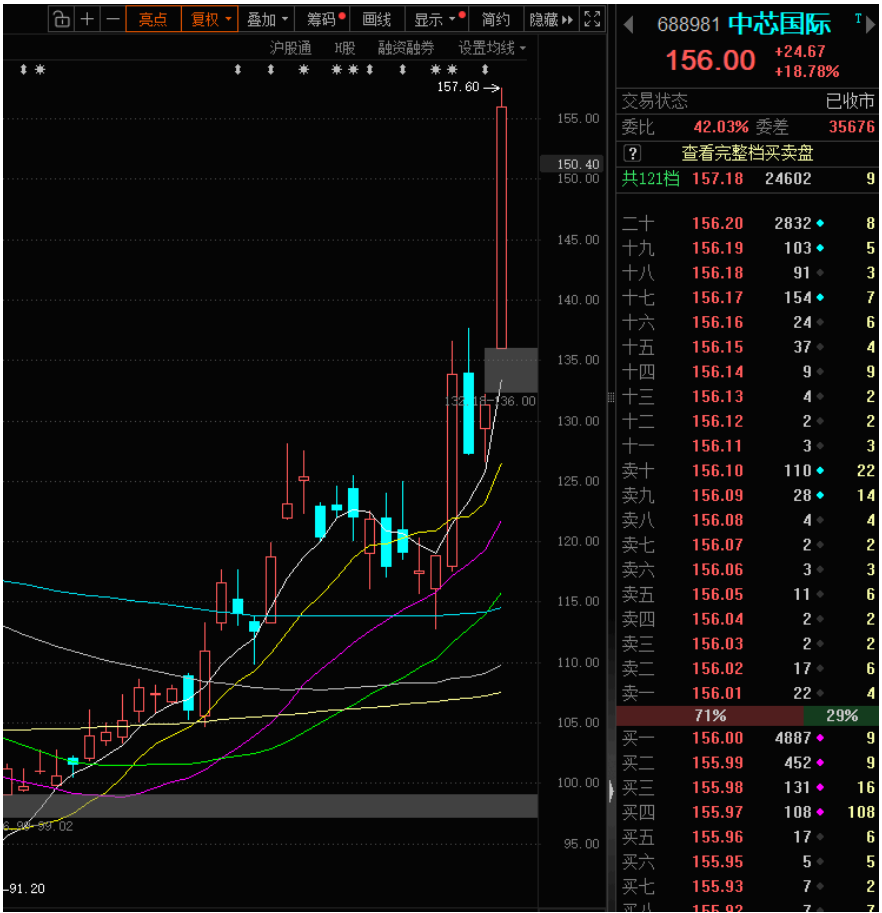 亮点 复权 叠加 筹码 画线 显示 简约 隐藏
沪股通 H股 融资融券 设置均线
157.60
155.00
150.40
150.00
145.00
140.00
135.00
132.18-136.00
130.00
125.00
120.00
115.00
110.00
105.00
100.00
95.00
-91.20
688981 中芯国际 T
156.00 +24.67
+18.78%
交易状态 已收市
委比 42.03% 委差 35676
? 查看完整档买卖盘
共121档 157.18 24602 9
二十 156.20 2832 8
十九 156.19 103 5
十八 156.18 91 3
十七 156.17 154 7
十六 156.16 24 6
十五 156.15 37 4
十四 156.14 9 9
十三 156.13 4 2
十二 156.12 2 2
十一 156.11 3 3
卖十 156.10 110 22
卖九 156.09 28 14
卖八 156.08 4 4
卖七 156.07 2 2
卖六 156.06 3 3
卖五 156.05 11 6
卖四 156.04 2 2
卖三 156.03 2 2
卖二 156.02 17 6
卖一 156.01 22 4
71% 29%
买一 156.00 4887 9
买二 155.99 452 9
买三 155.98 131 16
买四 155.97 108 108
买五 155.96 17 6
买六 155.95 5 5
买七 155.93 7 2
买八 155.92 7 7